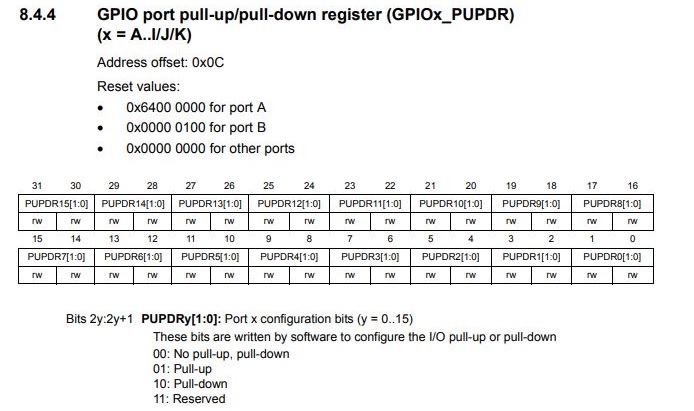 8.4.4 GPIO port pull-up/pull-down register (GPIOx_PUPDR)
(x = A..I/J/K)
Address offset: 0x0C
Reset values:
• 0x6400 0000 for port A
• 0x0000 0100 for port B
• 0x0000 0000 for other ports
31 30 29 28 27 26 25 24 23 22 21 20 19 18 17 16
PUPDR15[1:0] PUPDR14[1:0] PUPDR13[1:0] PUPDR12[1:0] PUPDR11[1:0] PUPDR10[1:0] PUPDR9[1:0] PUPDR8[1:0]
rw rw rw rw rw rw rw rw rw rw rw rw rw rw rw rw
15 14 13 12 11 10 9 8 7 6 5 4 3 2 1 0
PUPDR7[1:0] PUPDR6[1:0] PUPDR5[1:0] PUPDR4[1:0] PUPDR3[1:0] PUPDR2[1:0] PUPDR1[1:0] PUPDR0[1:0]
rw rw rw rw rw rw rw rw rw rw rw rw rw rw rw rw
Bits 2y:2y+1 PUPDRy[1:0]: Port x configuration bits (y = 0..15)
These bits are written by software to configure the I/O pull-up or pull-down
00: No pull-up, pull-down
01: Pull-up
10: Pull-down
11: Reserved